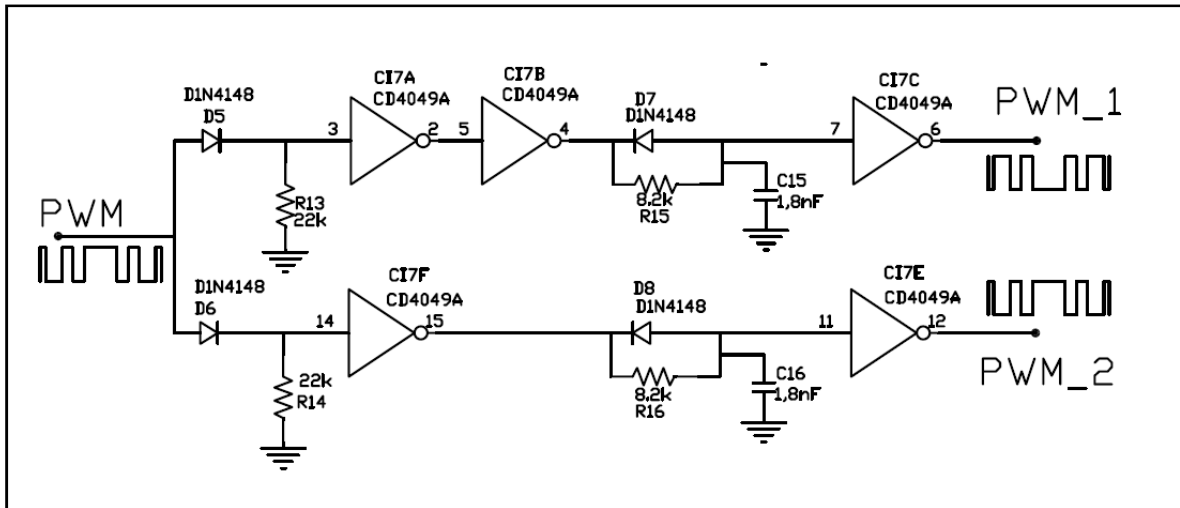 CI7A
CD4049A
CI7B
CD4049A
D7
D1N4148
CI7C
CD4049A
PWM_1
D1N4148
D5
3
2
5
4
7
6
R13
22k
8.2k
R15
C15
1,8nF
PWM
D1N4148
D6
CI7F
CD4049A
D8
D1N4148
CI7E
CD4049A
14
15
11
12
PWM_2
22k
R14
8.2k
R16
C16
1,8nF